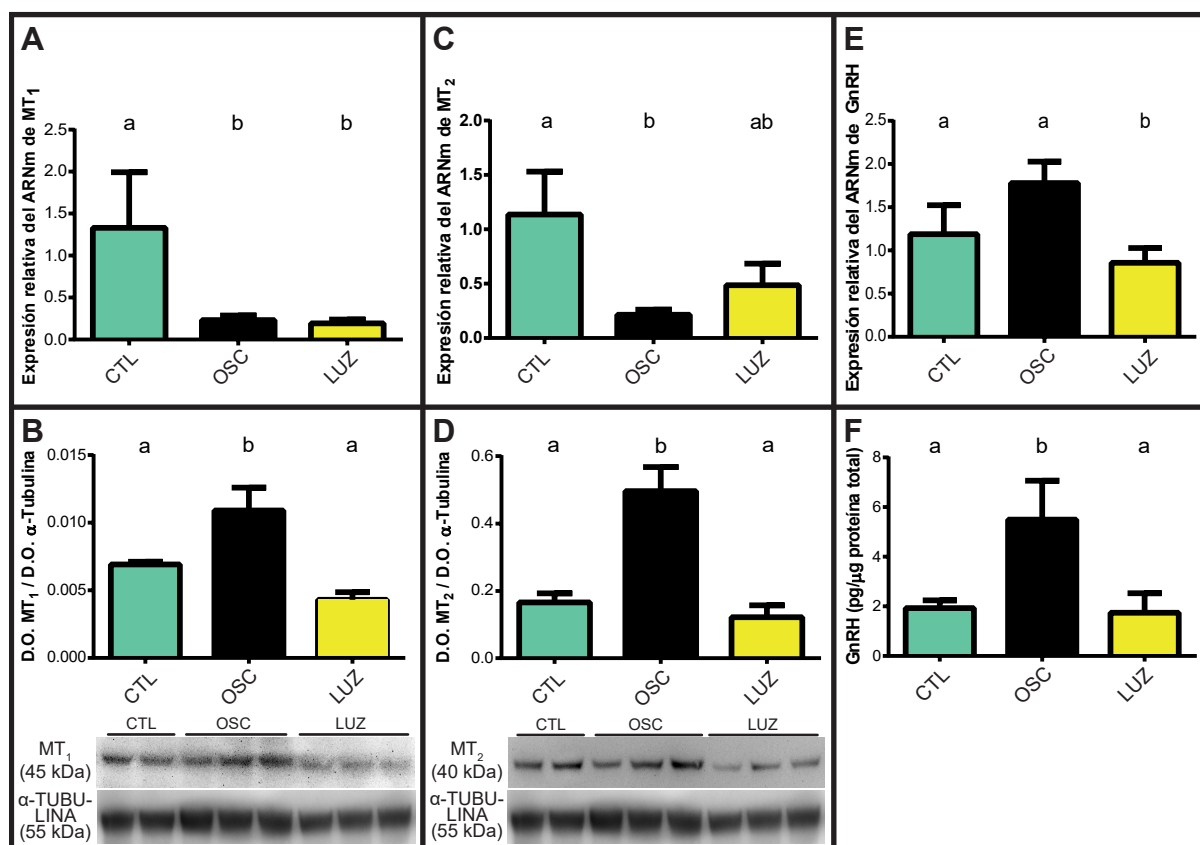 A
Expresión relativa del ARNm de MT1
2.5
2.0
1.5
1.0
0.5
0.0
a b b
CTL OSC LUZ
B
D.O. MT1 / D.O. α-Tubulina
0.015
0.010
0.005
0.000
a b a
CTL OSC LUZ
CTL OSC LUZ
MT1
(45 kDa)
α-TUBU-
LINA
(55 kDa)
C
Expresión relativa del ARNm de MT2
2.0
1.5
1.0
0.5
0.0
a b ab
CTL OSC LUZ
D
D.O. MT2 / D.O. α-Tubulina
0.6
0.4
0.2
0.0
a b a
CTL OSC LUZ
CTL OSC LUZ
MT2
(40 kDa)
α-TUBU-
LINA
(55 kDa)
E
Expresión relativa del ARNm de GnRH
2.5
2.0
1.5
1.0
0.5
0.0
a a b
CTL OSC LUZ
F
GnRH (pg/μg proteína total)
8
6
4
2
0
a b a
CTL OSC LUZ